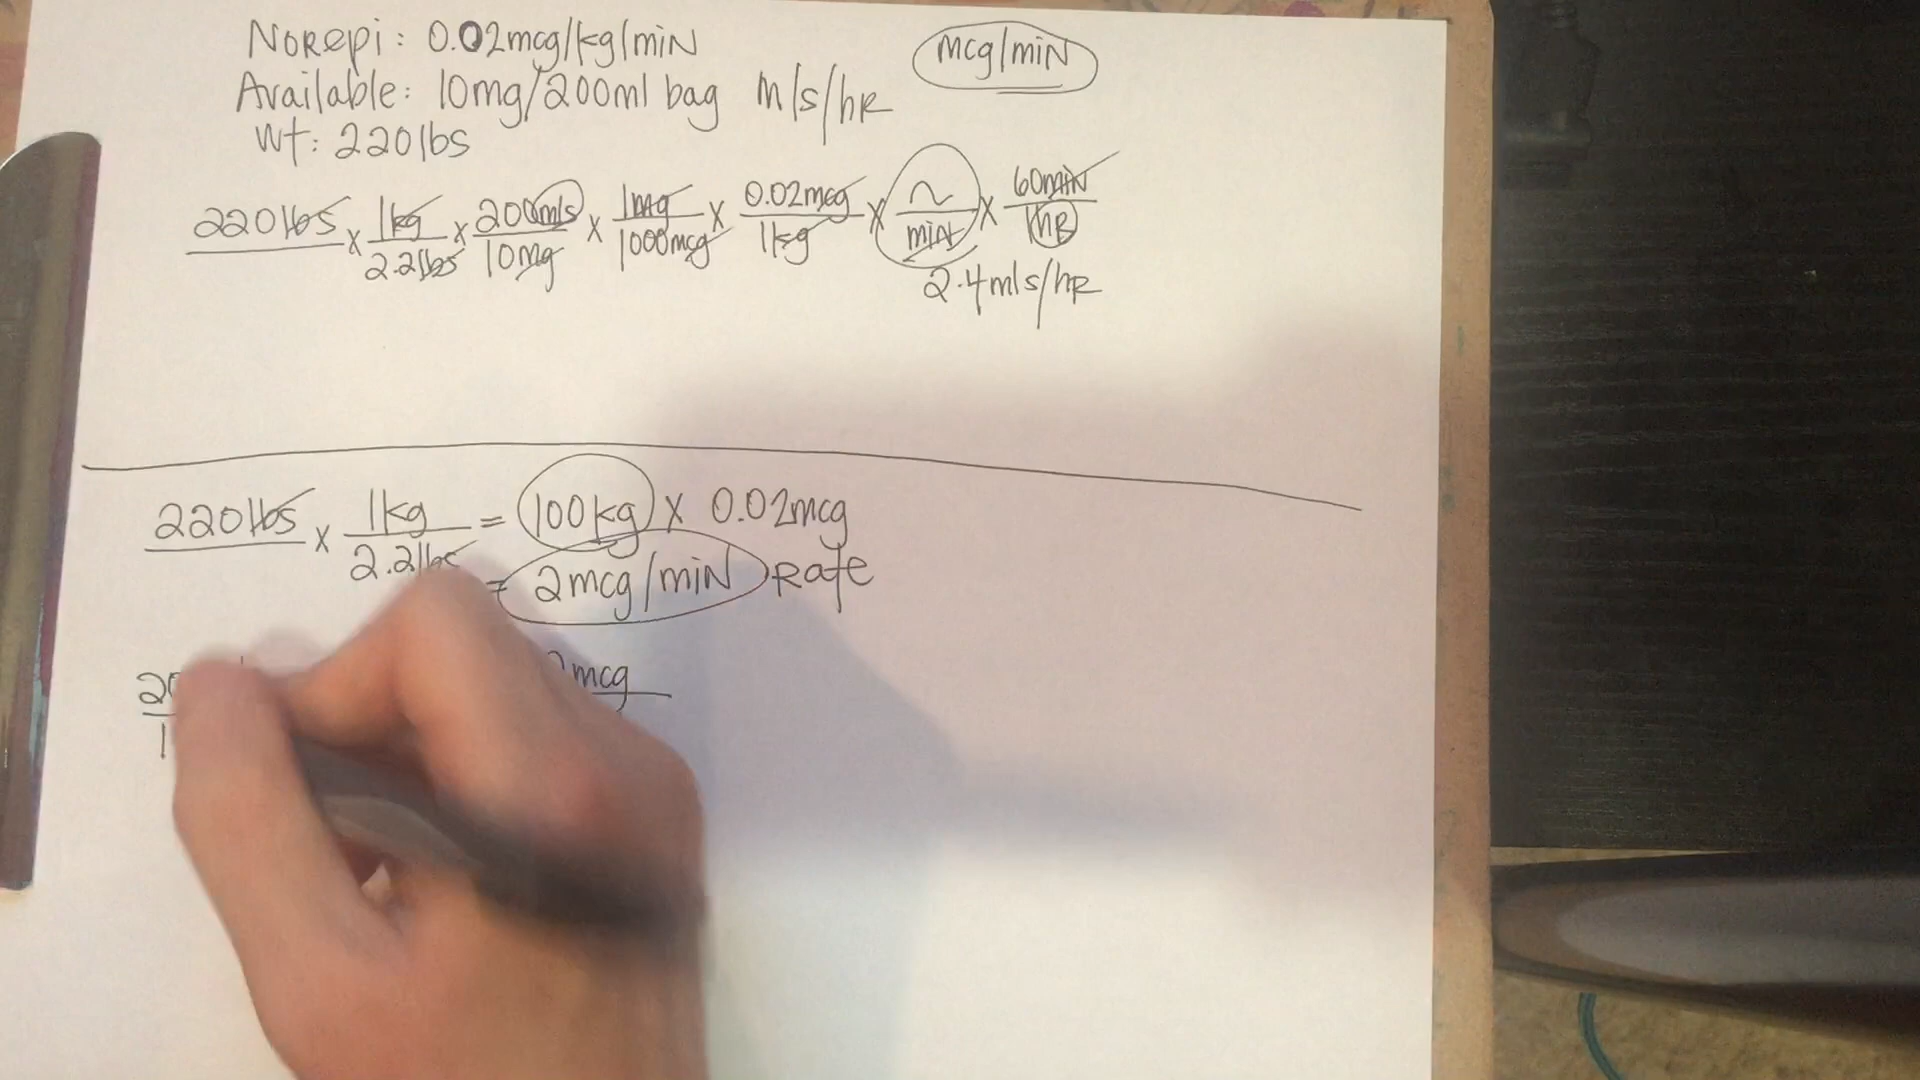 Norepi: 0.02mcg/kg/min
mcg/min
Available: 10mg/200ml bag mls/hr
Wt: 220lbs
220lbs x 1kg/2.2lbs x 200mls/10mg x 1mg/1000mcg x 0.02mcg/1kg x ~/min x 60min/1hr
2.4mls/hr
220lbs x 1kg/2.2lbs = 100kg x 0.02mcg
= 2mcg/min Rate
mcg